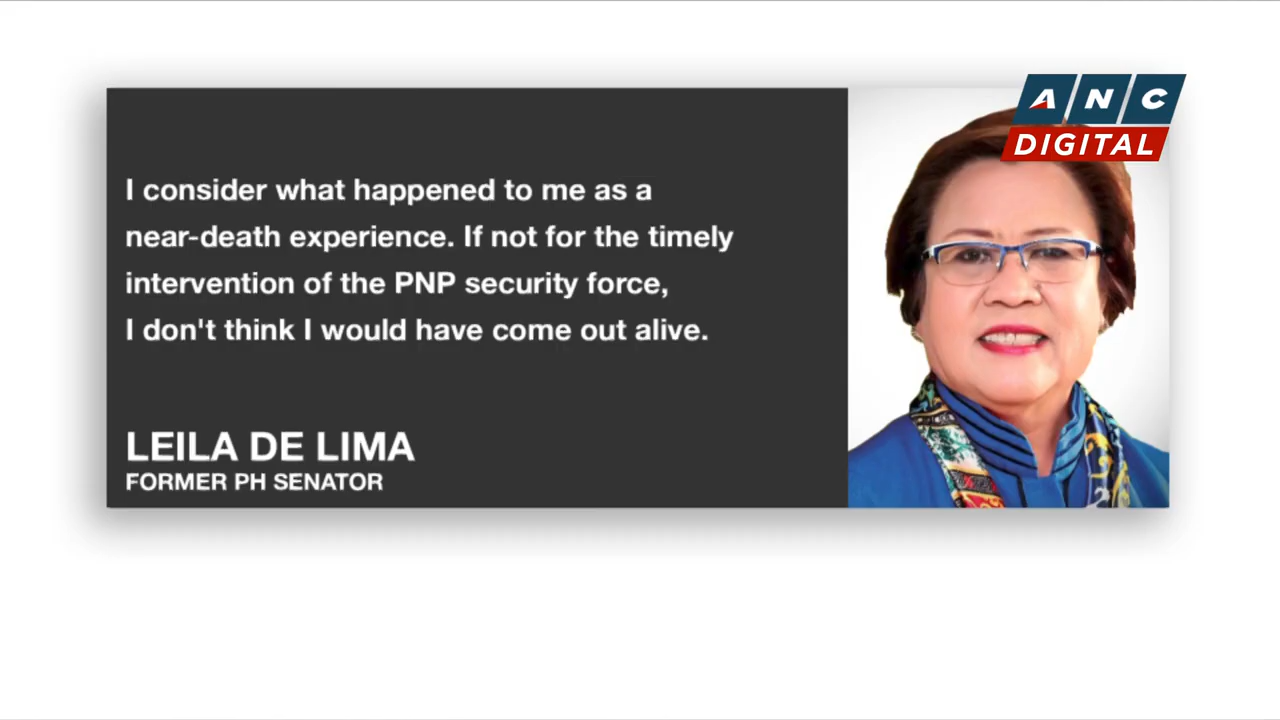 ANC
DIGITAL
I consider what happened to me as a
near-death experience. If not for the timely
intervention of the PNP security force,
I don't think I would have come out alive.
LEILA DE LIMA
FORMER PH SENATOR